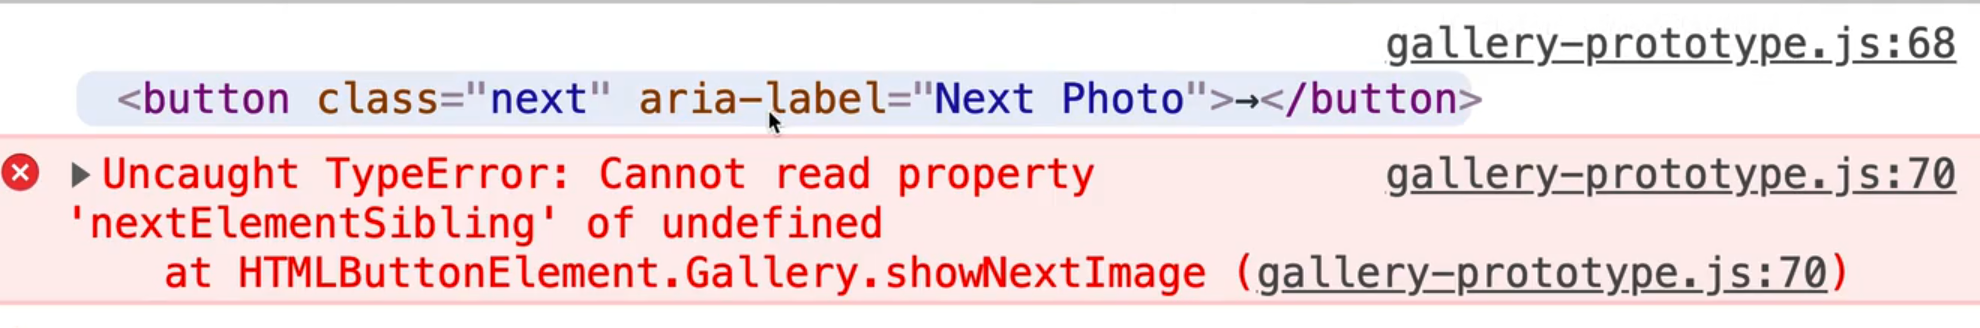 gallery-prototype.js:68
<button class="next" aria-label="Next Photo">→</button>
Uncaught TypeError: Cannot read property gallery-prototype.js:70
'nextElementSibling' of undefined
at HTMLButtonElement.Gallery.showNextImage (gallery-prototype.js:70)